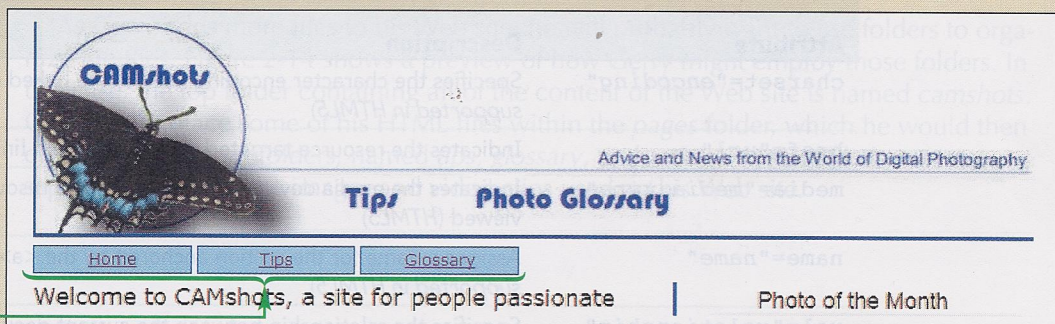 CAMshots
Advice and News from the World of Digital Photography
Tips Photo Glossary
Home Tips Glossary
Welcome to CAMshots, a site for people passionate
Photo of the Month